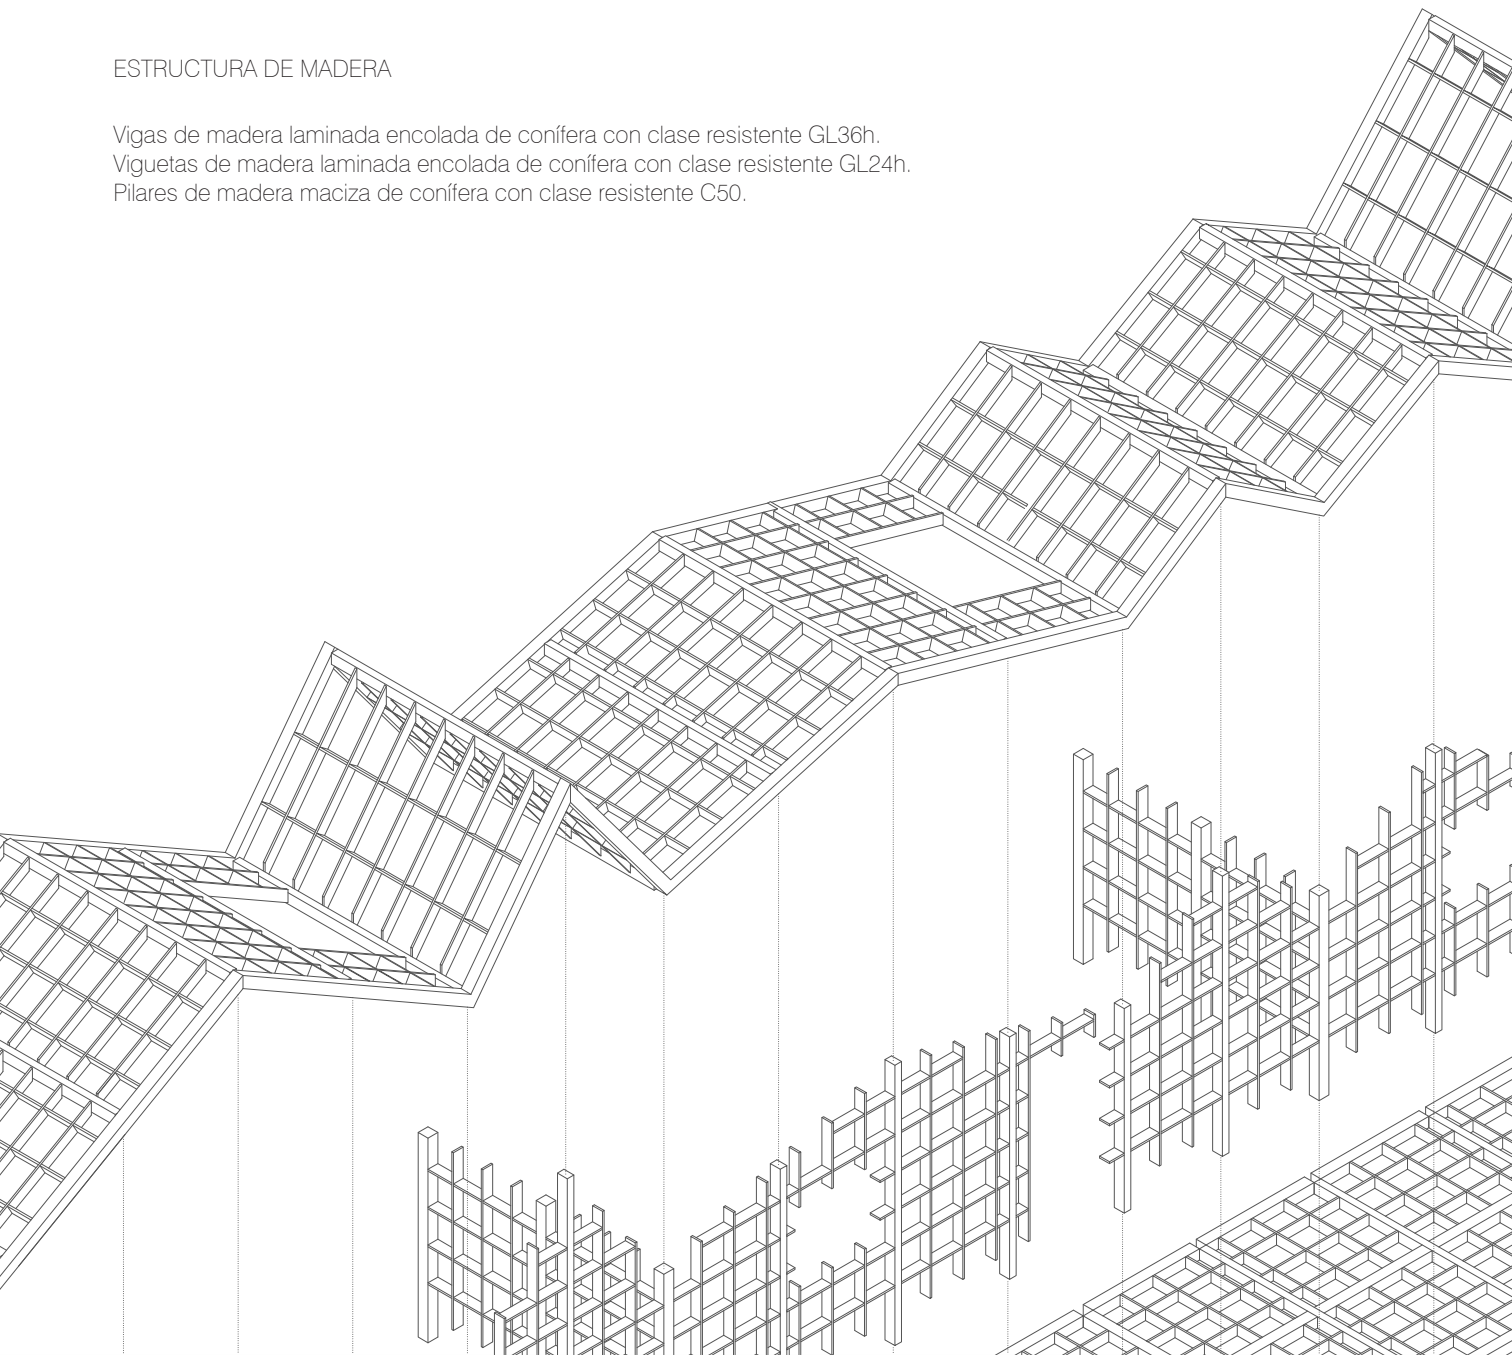 ESTRUCTURA DE MADERA
Vigas de madera laminada encolada de conífera con clase resistente GL36h.
Viguetas de madera laminada encolada de conífera con clase resistente GL24h.
Pilares de madera maciza de conífera con clase resistente C50.